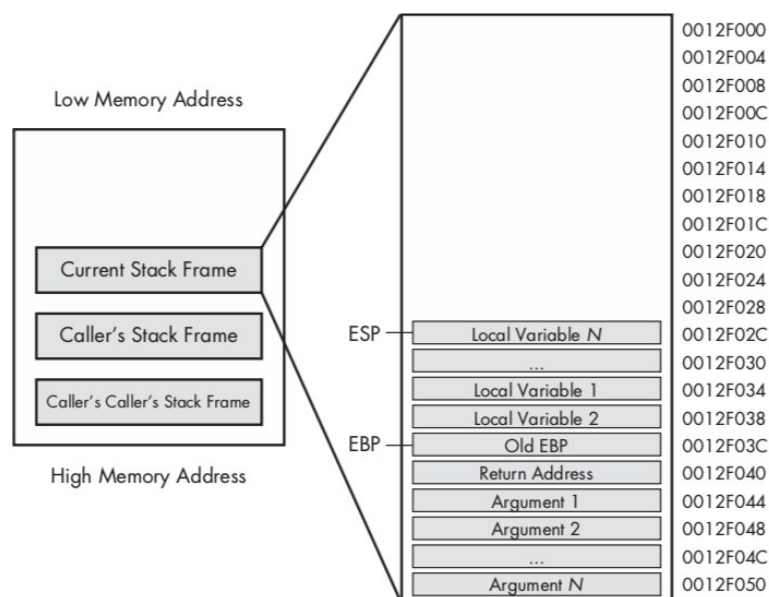 Low Memory Address
Current Stack Frame
Caller's Stack Frame
Caller's Caller's Stack Frame
High Memory Address
0012F000
0012F004
0012F008
0012F00C
0012F010
0012F014
0012F018
0012F01C
0012F020
0012F024
0012F028
ESP Local Variable N 0012F02C
... 0012F030
Local Variable 1 0012F034
Local Variable 2 0012F038
EBP Old EBP 0012F03C
Return Address 0012F040
Argument 1 0012F044
Argument 2 0012F048
... 0012F04C
Argument N 0012F050